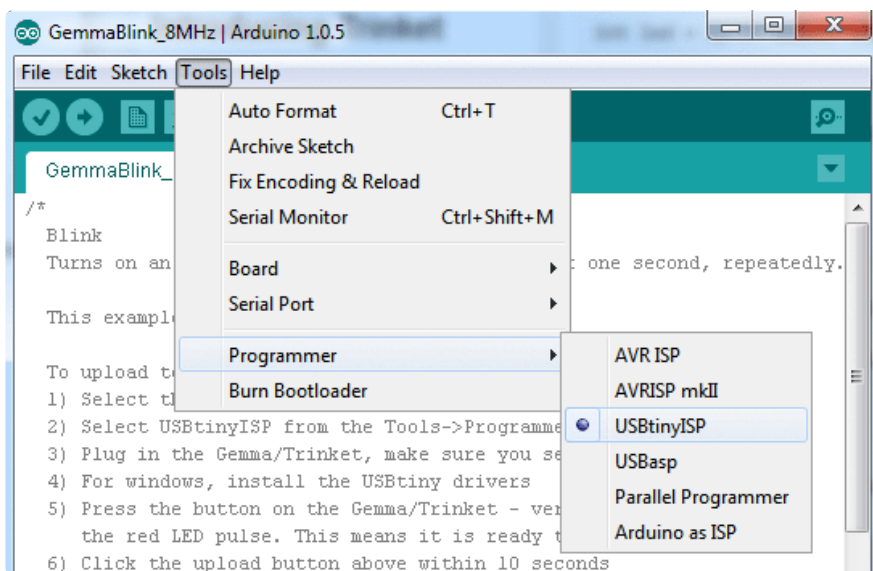 GemmaBlink_8MHz | Arduino 1.0.5
File Edit Sketch Tools Help
Auto Format Ctrl+T
Archive Sketch
GemmaBlink_
Fix Encoding & Reload
/*
Serial Monitor Ctrl+Shift+M
Blink
Turns on an
one second, repeatedly.
Board
Serial Port
This example
Programmer
Burn Bootloader
AVR ISP
AVRISP mkII
USBtinyISP
USBasp
Parallel Programmer
Arduino as ISP
To upload
1) Select
2) Select USBtinyISP from the Tools->Programme
3) Plug in the Gemma/Trinket, make sure you se
4) For windows, install the USBtiny drivers
5) Press the button on the Gemma/Trinket - ver
the red LED pulse. This means it is ready
6) Click the upload button above within 10 seconds